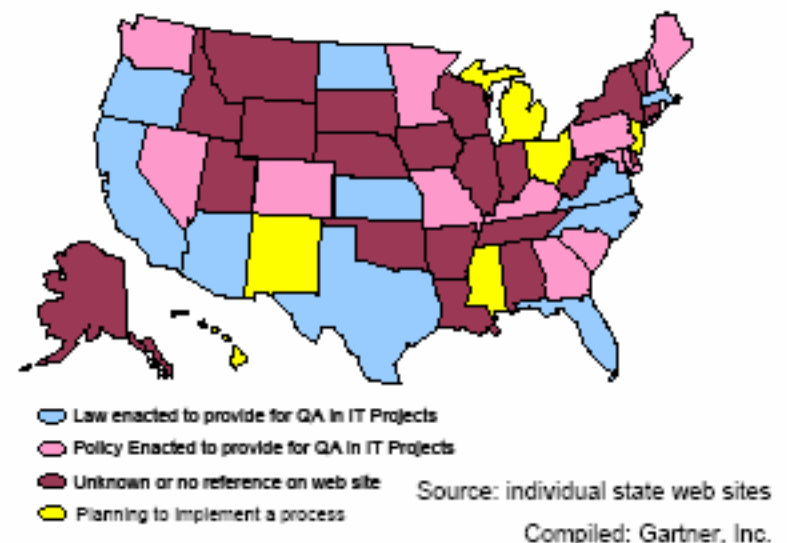 Law enacted to provide for QA in IT Projects
Policy Enacted to provide for QA in IT Projects
Unknown or no reference on web site
Planning to implement a process
Source: individual state web sites
Compiled: Gartner, Inc.